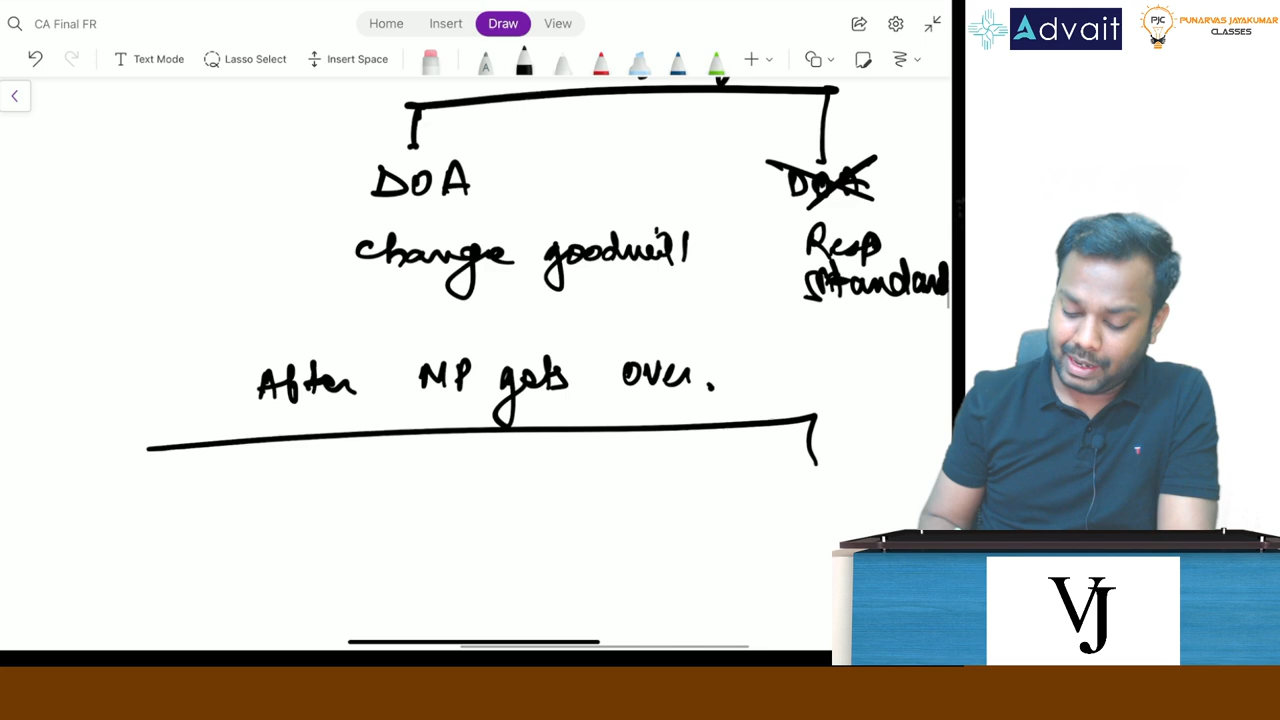 CA Final FR
Home Insert Draw View
Text Mode Lasso Select Insert Space
Advait
PJC PUNARVAS JAYAKUMAR
CLASSES
DOA DOA
change goodwill Resp
Standard
After MP gets over.
VJ